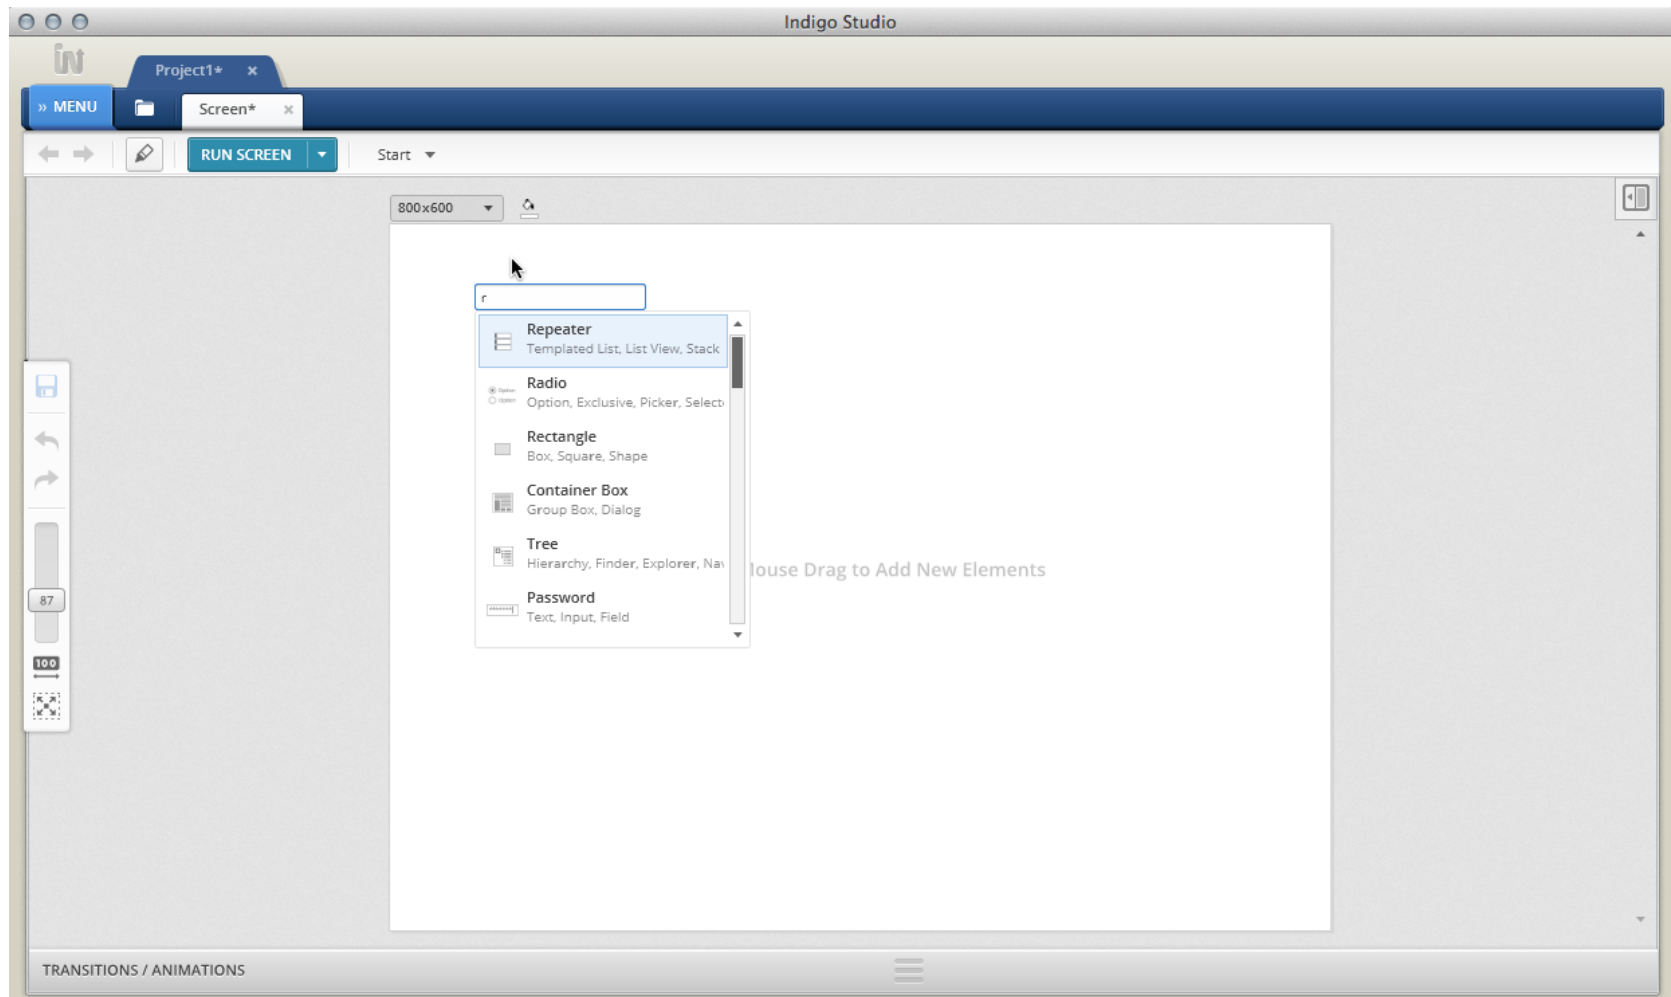 Indigo Studio
Project1*
» MENU
Screen*
RUN SCREEN
Start
800x600
r
Repeater
Templated List, List View, Stack
Radio
Option, Exclusive, Picker, Select
Rectangle
Box, Square, Shape
Container Box
Group Box, Dialog
Tree
Hierarchy, Finder, Explorer, Nav
Drag to Add New Elements
Password
Text, Input, Field
87
100
TRANSITIONS / ANIMATIONS